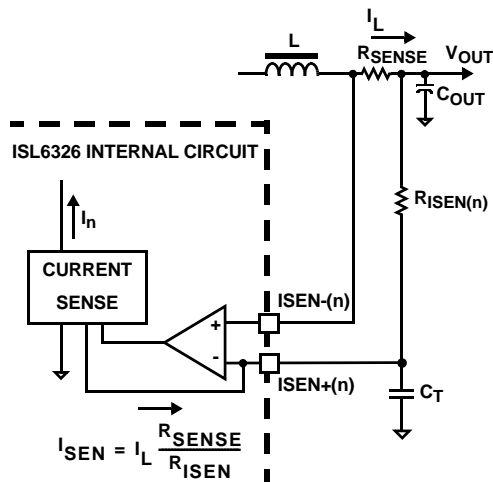 I_L
L
R_SENSE
V_OUT
C_OUT
ISL6326 INTERNAL CIRCUIT
R_ISEN(n)
I_n
CURRENT
SENSE
ISEN-(n)
+
-
ISEN+(n)
C_T
I_SEN = I_L R_SENSE / R_ISEN